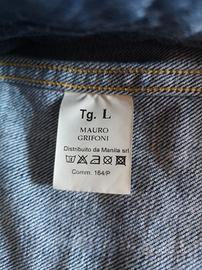 Tg. L
MAURO
GRIFONI
Distribuito da Manila srl
Comm. 164/P